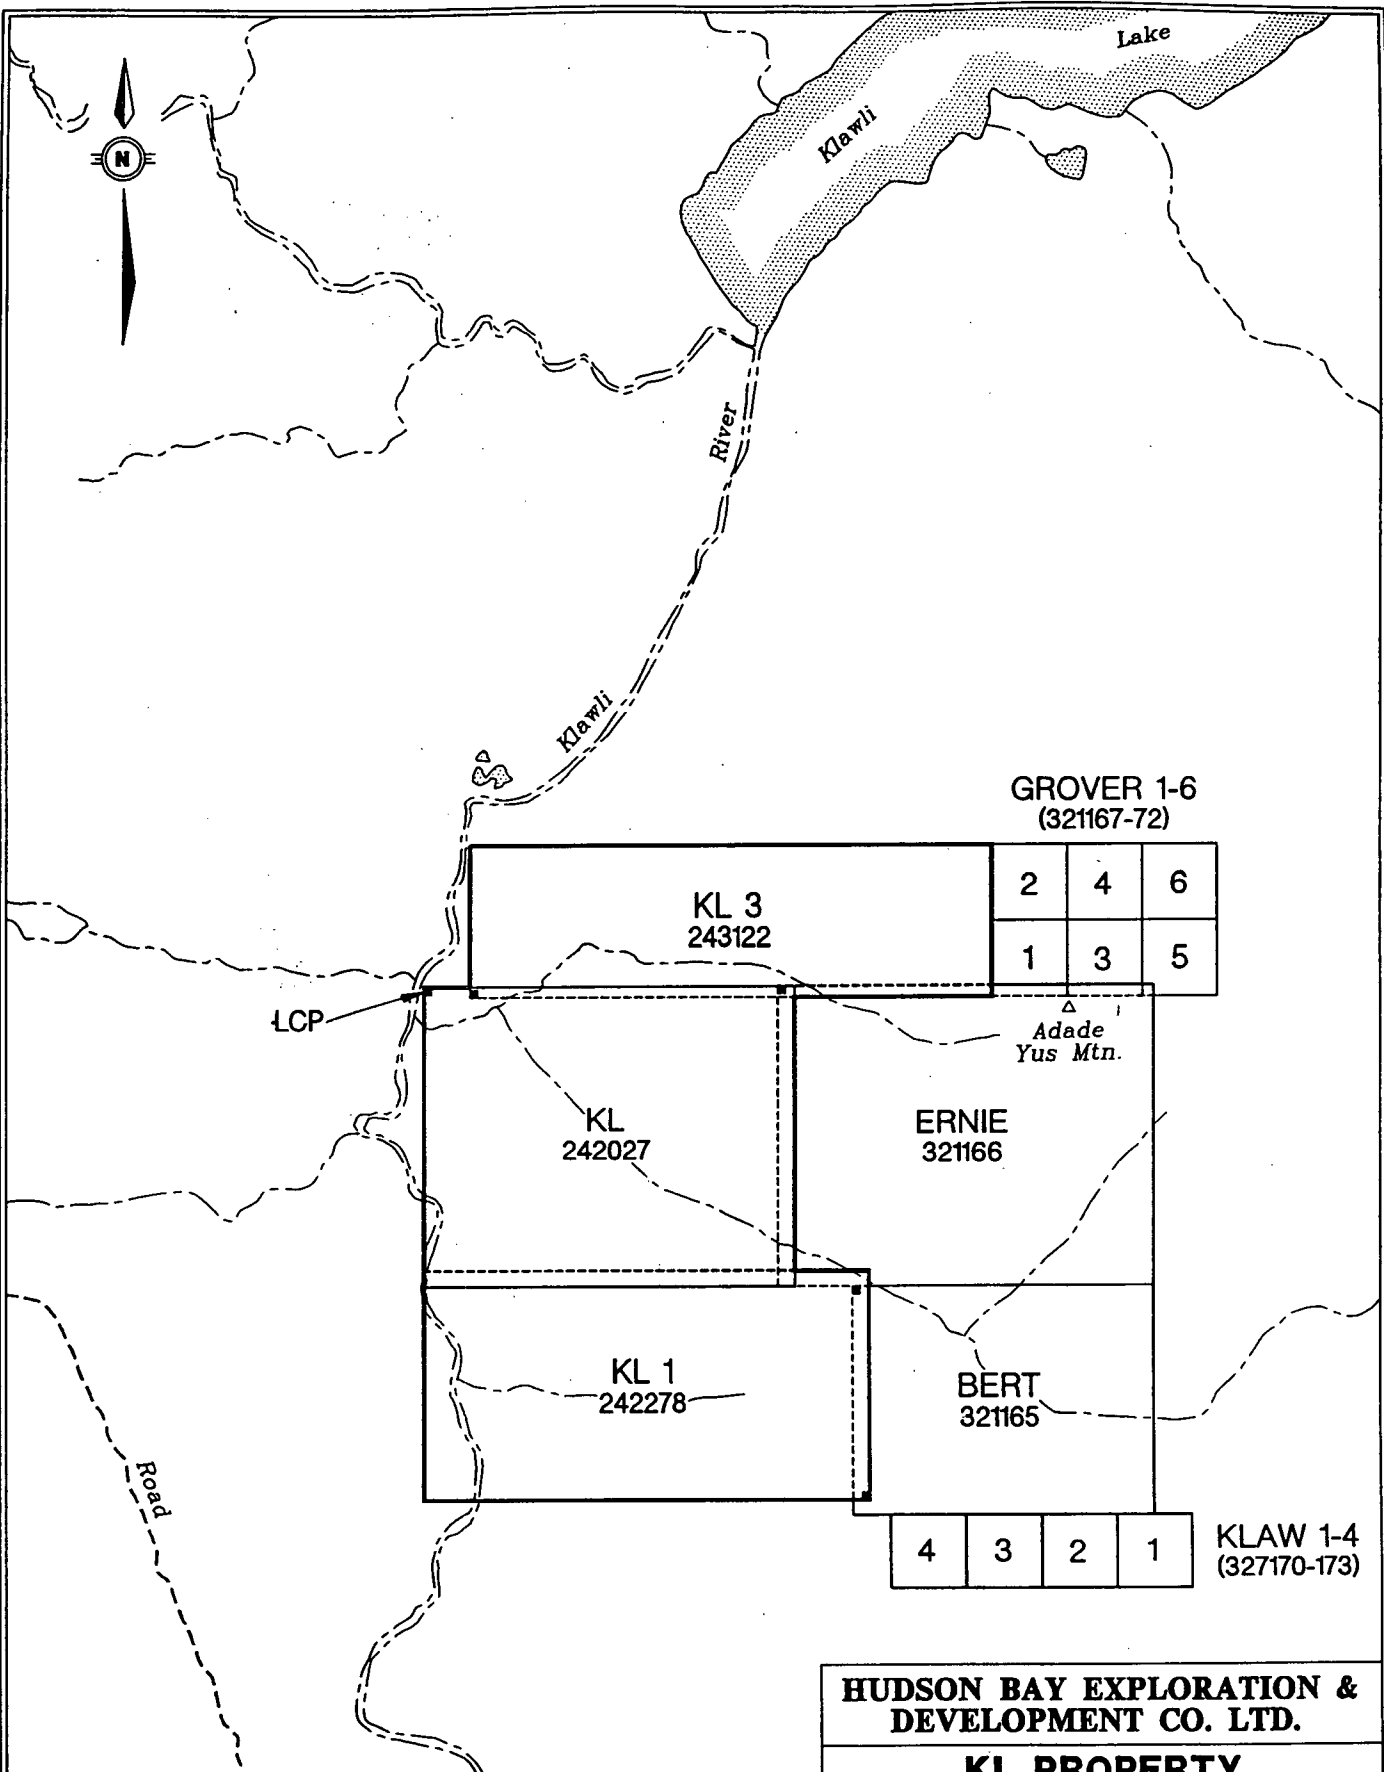 Lake
Klawli
N
River
Klawli
GROVER 1-6
(321167-72)
2 4 6
KL 3
243122
1 3 5
LCP
Adade
Yus Mtn.
KL
242027
ERNIE
321166
KL 1
242278
BERT
321165
Road
4 3 2 1
KLAW 1-4
(327170-173)
HUDSON BAY EXPLORATION &
DEVELOPMENT CO. LTD.
KL PROPERTY